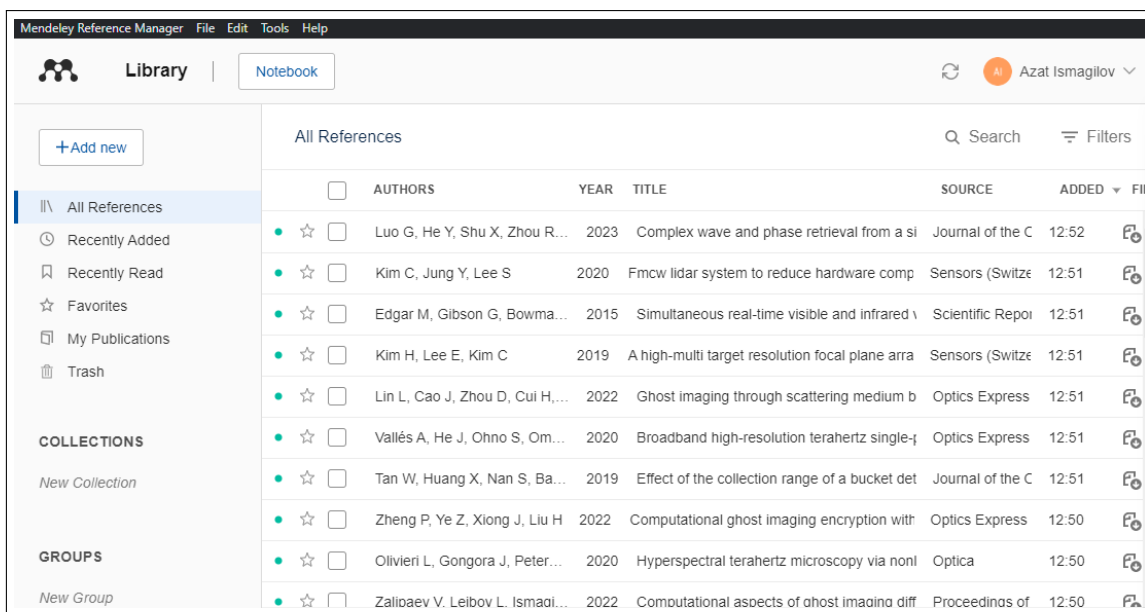 Mendeley Reference Manager File Edit Tools Help
Library Notebook AI Azat Ismagilov
+Add new All References Search Filters
AUTHORS YEAR TITLE SOURCE ADDED FI
All References
Recently Added
Recently Read
Favorites
My Publications
Trash
COLLECTIONS
New Collection
GROUPS
New Group
Luo G, He Y, Shu X, Zhou R... 2023 Complex wave and phase retrieval from a si Journal of the C 12:52
Kim C, Jung Y, Lee S 2020 Fmcw lidar system to reduce hardware comp Sensors (Switze 12:51
Edgar M, Gibson G, Bowma... 2015 Simultaneous real-time visible and infrared Scientific Repor 12:51
Kim H, Lee E, Kim C 2019 A high-multi target resolution focal plane arra Sensors (Switze 12:51
Lin L, Cao J, Zhou D, Cui H,... 2022 Ghost imaging through scattering medium b Optics Express 12:51
Vallés A, He J, Ohno S, Om... 2020 Broadband high-resolution terahertz single-p Optics Express 12:51
Tan W, Huang X, Nan S, Ba... 2019 Effect of the collection range of a bucket det Journal of the C 12:51
Zheng P, Ye Z, Xiong J, Liu H 2022 Computational ghost imaging encryption with Optics Express 12:50
Olivieri L, Gongora J, Peter... 2020 Hyperspectral terahertz microscopy via nonl Optica 12:50
Zalipaev V, Leibov L, Ismagi... 2022 Computational aspects of ghost imaging diff Proceedings of 12:50